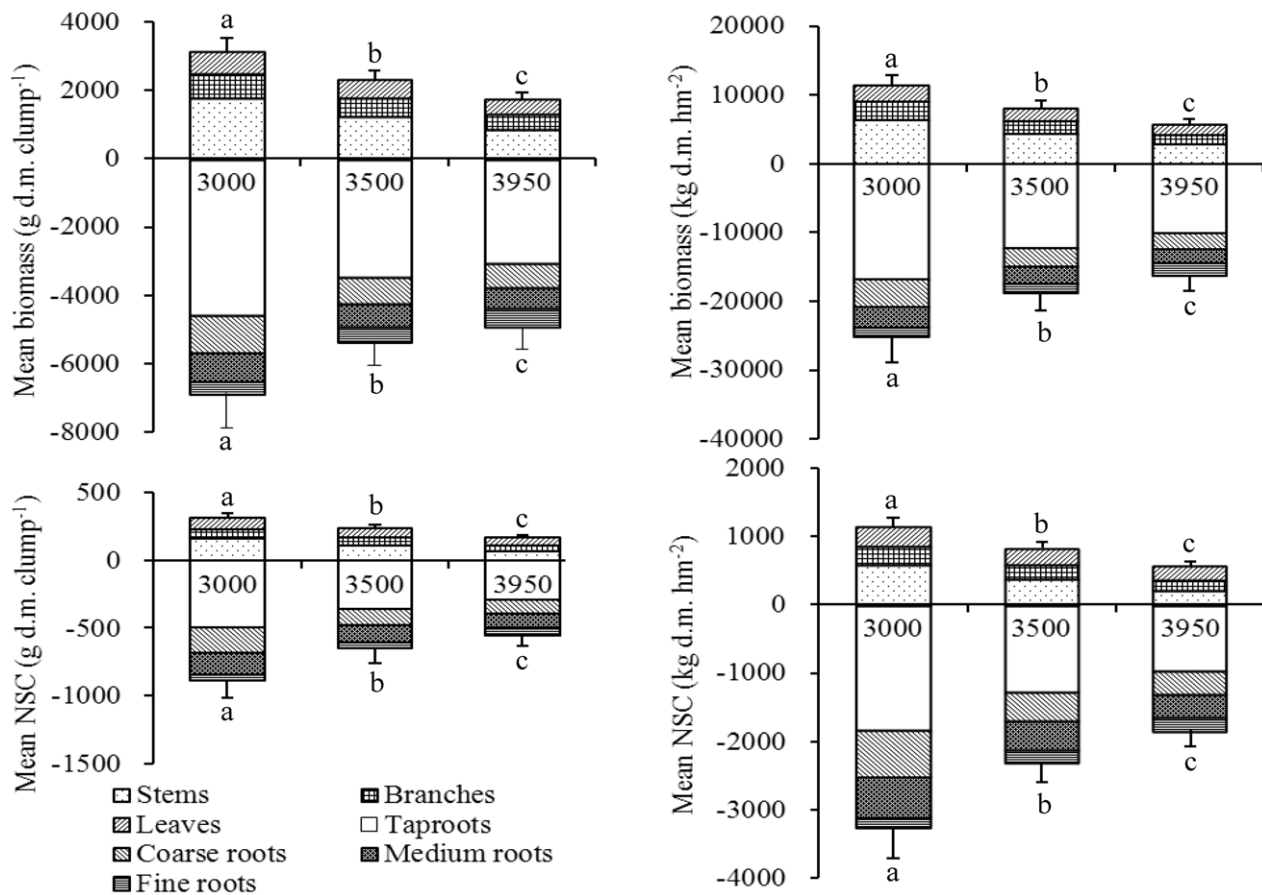 4000
2000
0
-2000
-4000
-6000
-8000
Mean biomass (g d.m. clump⁻¹)
a
b
c
3000
3500
3950
a
b
c
20000
10000
0
-10000
-20000
-30000
-40000
Mean biomass (kg d.m. hm⁻²)
a
b
c
3000
3500
3950
a
b
c
500
0
-500
-1000
-1500
Mean NSC (g d.m. clump⁻¹)
a
b
c
3000
3500
3950
a
b
c
2000
1000
0
-1000
-2000
-3000
-4000
Mean NSC (kg d.m. hm⁻²)
a
b
c
3000
3500
3950
a
b
c
Stems
Branches
Leaves
Taproots
Coarse roots
Medium roots
Fine roots